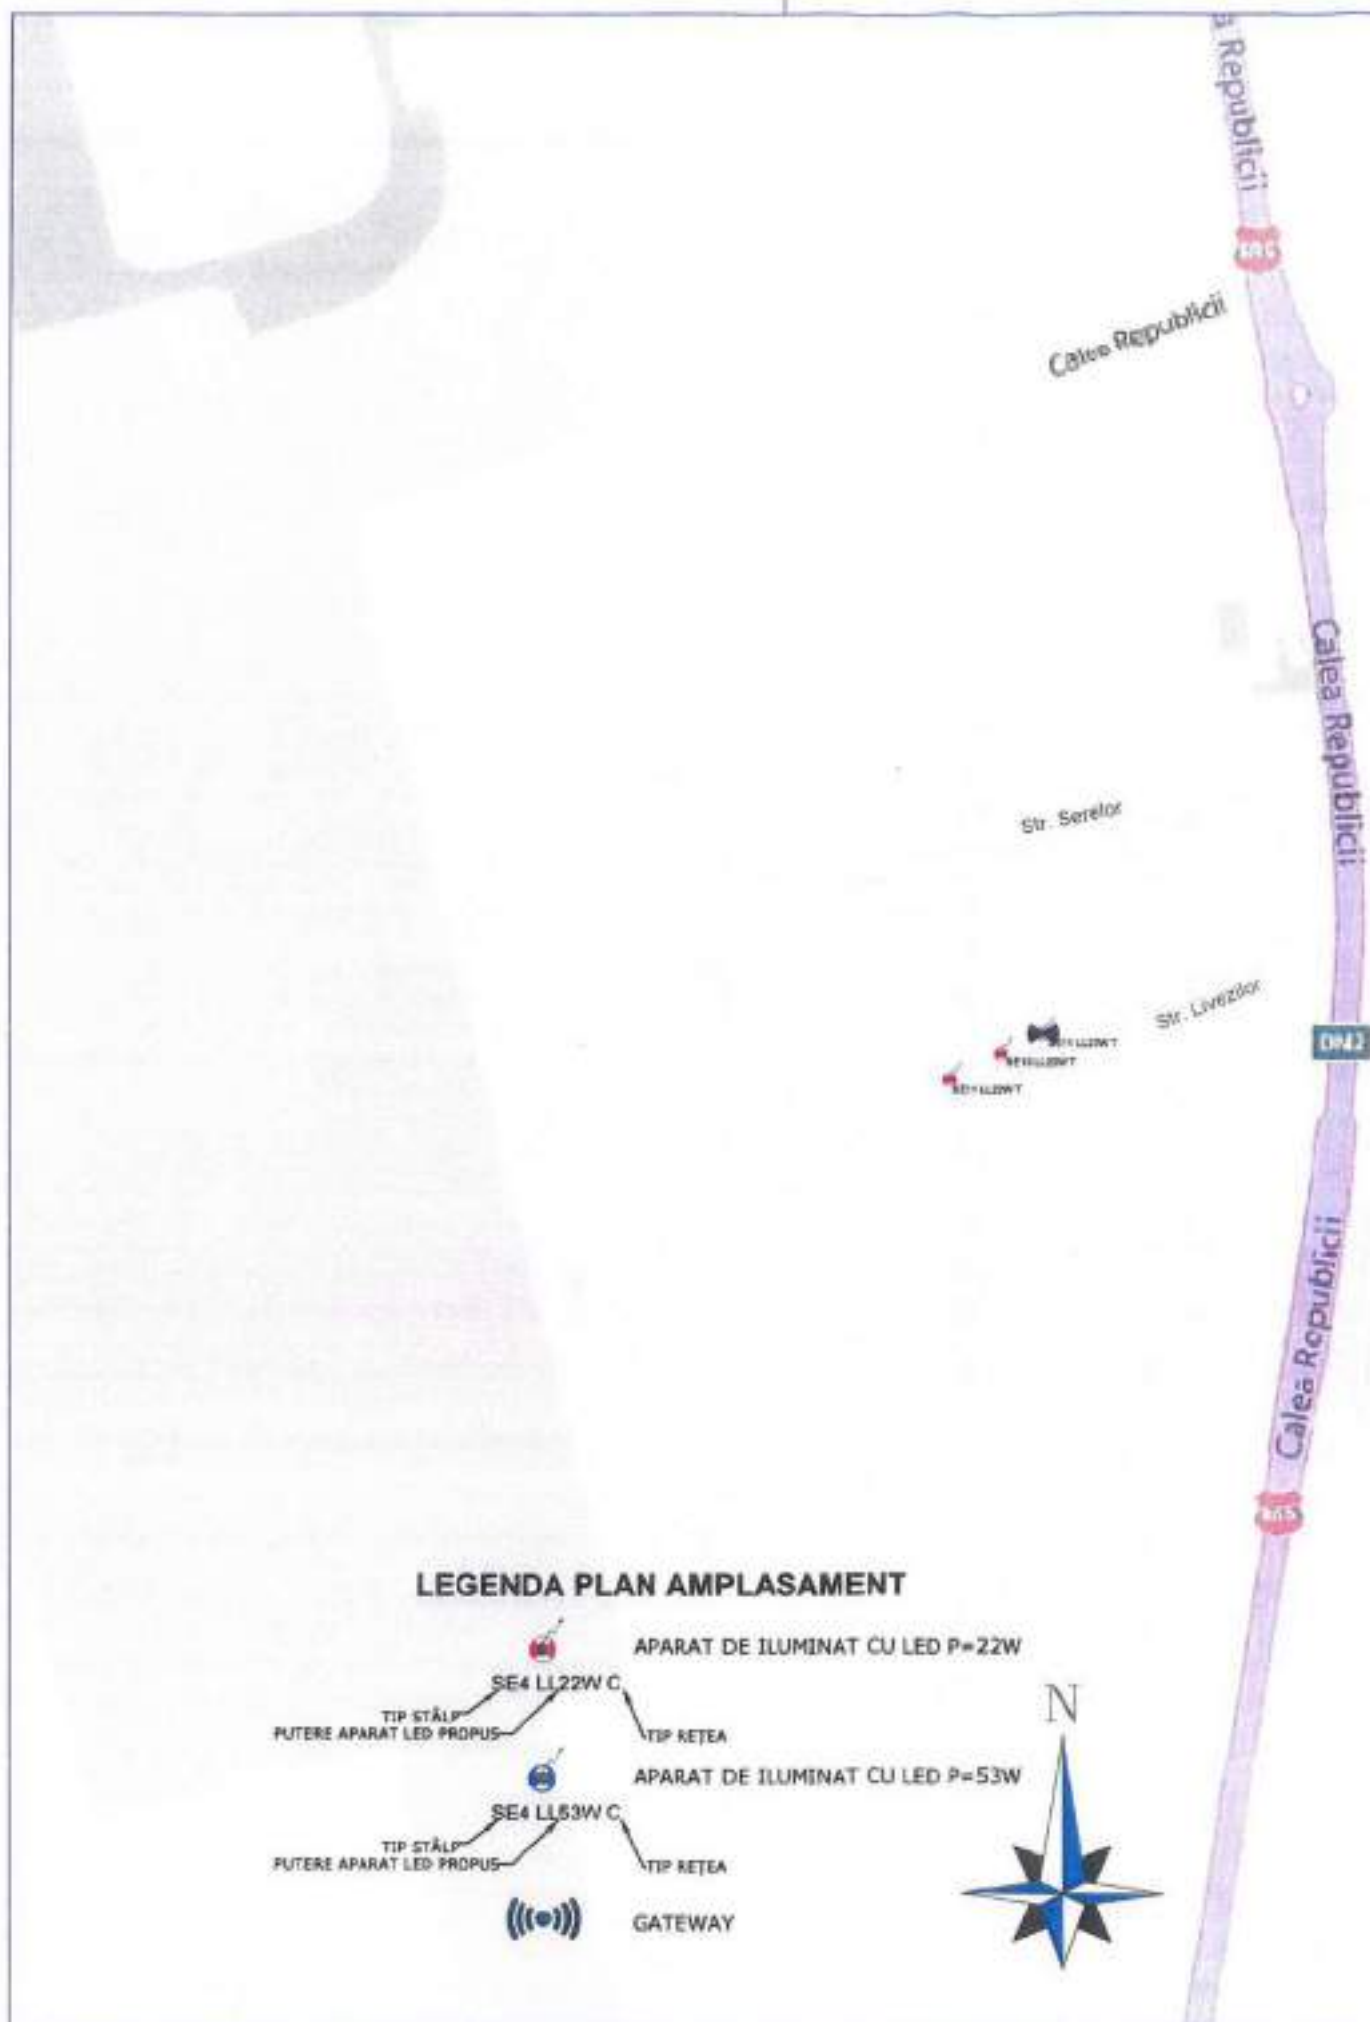 a Republicii
Calea Republicii
Calea Republicii
Str. Serelor
Str. Livezilor
DN2
Calea Republicii
LEGENDA PLAN AMPLASAMENT
APARAT DE ILUMINAT CU LED P=22W
SE4 LL22W C
TIP STÂLP
PUTERE APARAT LED PROPUS
TIP REȚEA
APARAT DE ILUMINAT CU LED P=53W
SE4 LL53W C
TIP STÂLP
PUTERE APARAT LED PROPUS
TIP REȚEA
GATEWAY
N